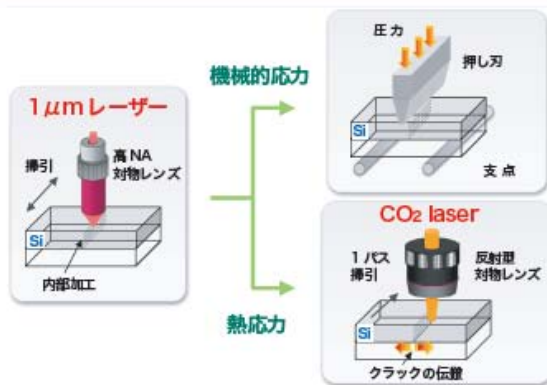 1μmレーザー
掃引
高NA
対物レンズ
Si
内部加工
機械的応力
圧力
押し刃
Si
支点
熱応力
CO2 laser
1パス
掃引
反射型
対物レンズ
Si
クラックの伝播